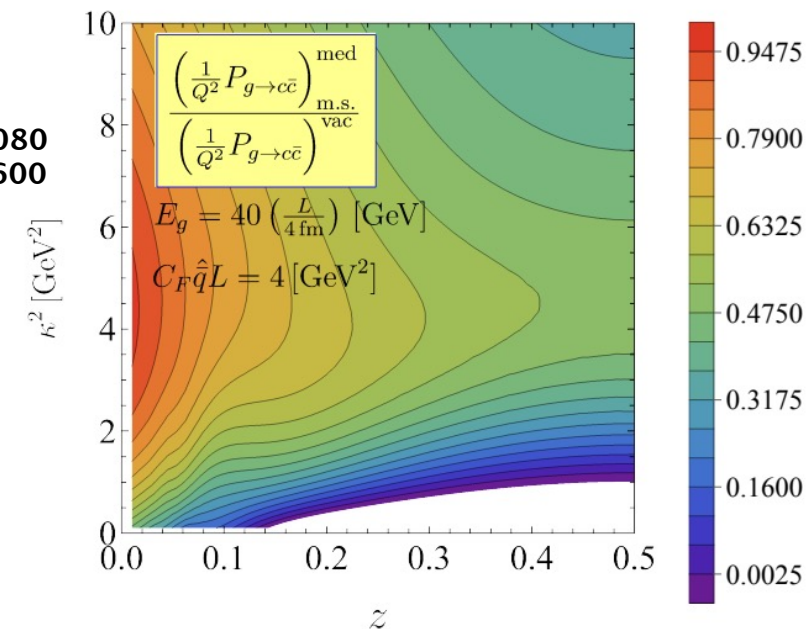 080
600
(1/Q² P_{g→cc̄})^{med} / (1/Q² P_{g→cc̄})^{m.s.}_{vac}
E_g = 40 (L/4 fm) [GeV]
C_F \hat{\bar{q}} L = 4 [GeV²]
κ² [GeV²]
10
8
6
4
2
0
0.0 0.1 0.2 0.3 0.4 0.5
z
0.9475
0.7900
0.6325
0.4750
0.3175
0.1600
0.0025